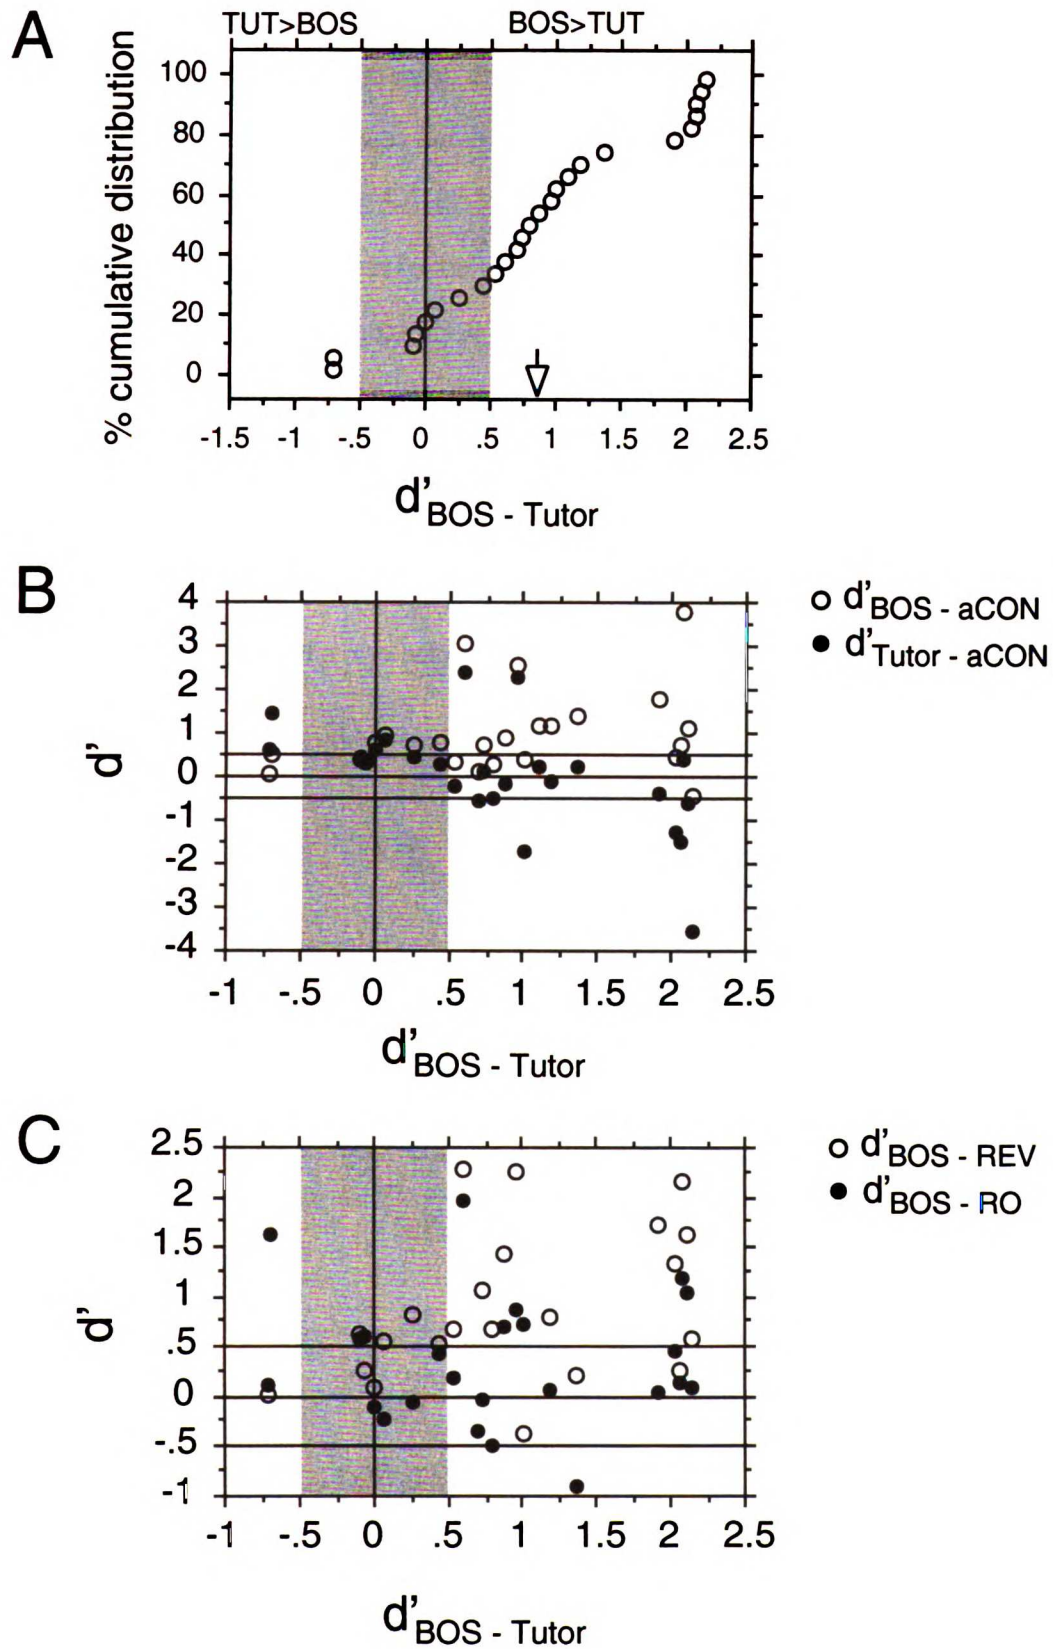 A
TUT>BOS BOS>TUT
% cumulative distribution
100
80
60
40
20
0
-1.5 -1 -.5 0 .5 1 1.5 2 2.5
d'BOS - Tutor
B
d'
4
3
2
1
0
-1
-2
-3
-4
-1 -.5 0 .5 1 1.5 2 2.5
d'BOS - Tutor
d'BOS - aCON
d'Tutor - aCON
C
d'
2.5
2
1.5
1
.5
0
-.5
-1
-1 -.5 0 .5 1 1.5 2 2.5
d'BOS - Tutor
d'BOS - REV
d'BOS - RO